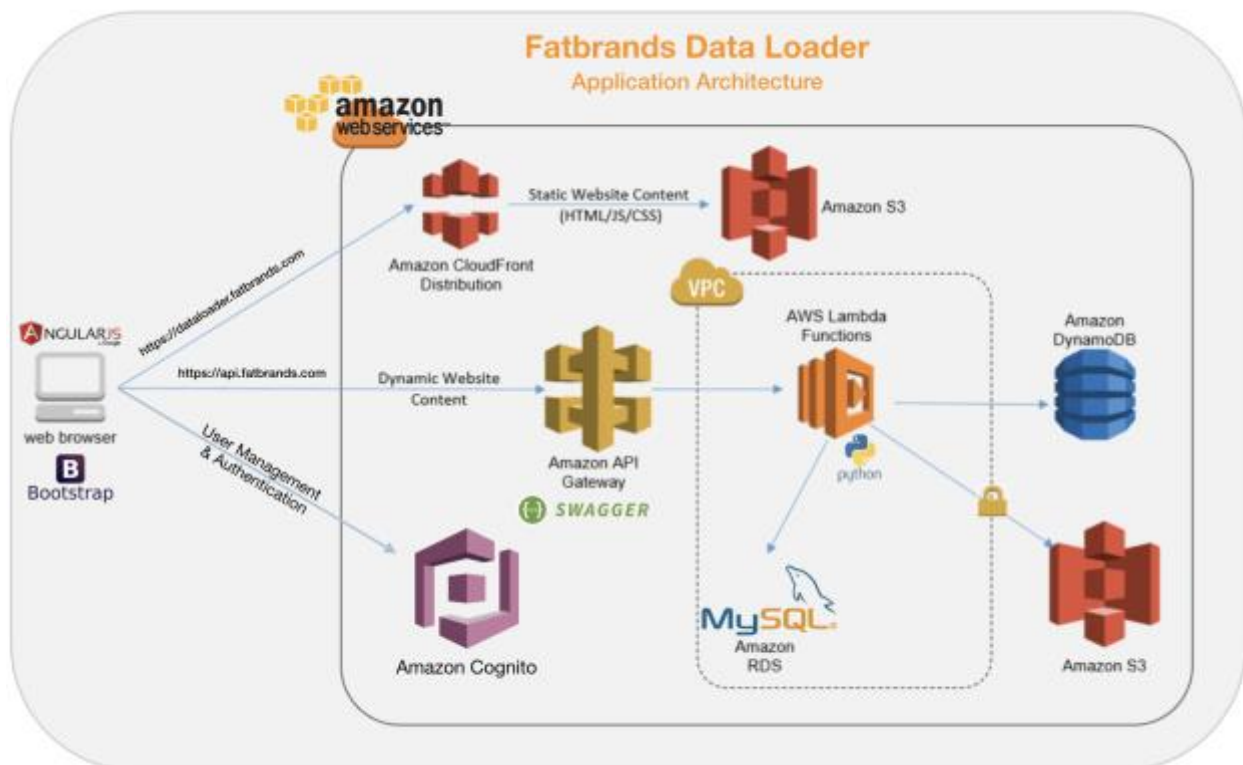 Fatbrands Data Loader
Application Architecture
amazon
webservices™
Static Website Content
(HTML/JS/CSS)
Amazon S3
Amazon CloudFront
Distribution
https://dataloader.fatbrands.com
VPC
AWS Lambda
Functions
Amazon
DynamoDB
ANGULARJS
https://api.fatbrands.com
Dynamic Website
Content
web browser
B
Bootstrap
User Management
& Authentication
Amazon API
Gateway
SWAGGER
python
MySQL
Amazon
RDS
Amazon Cognito
Amazon S3